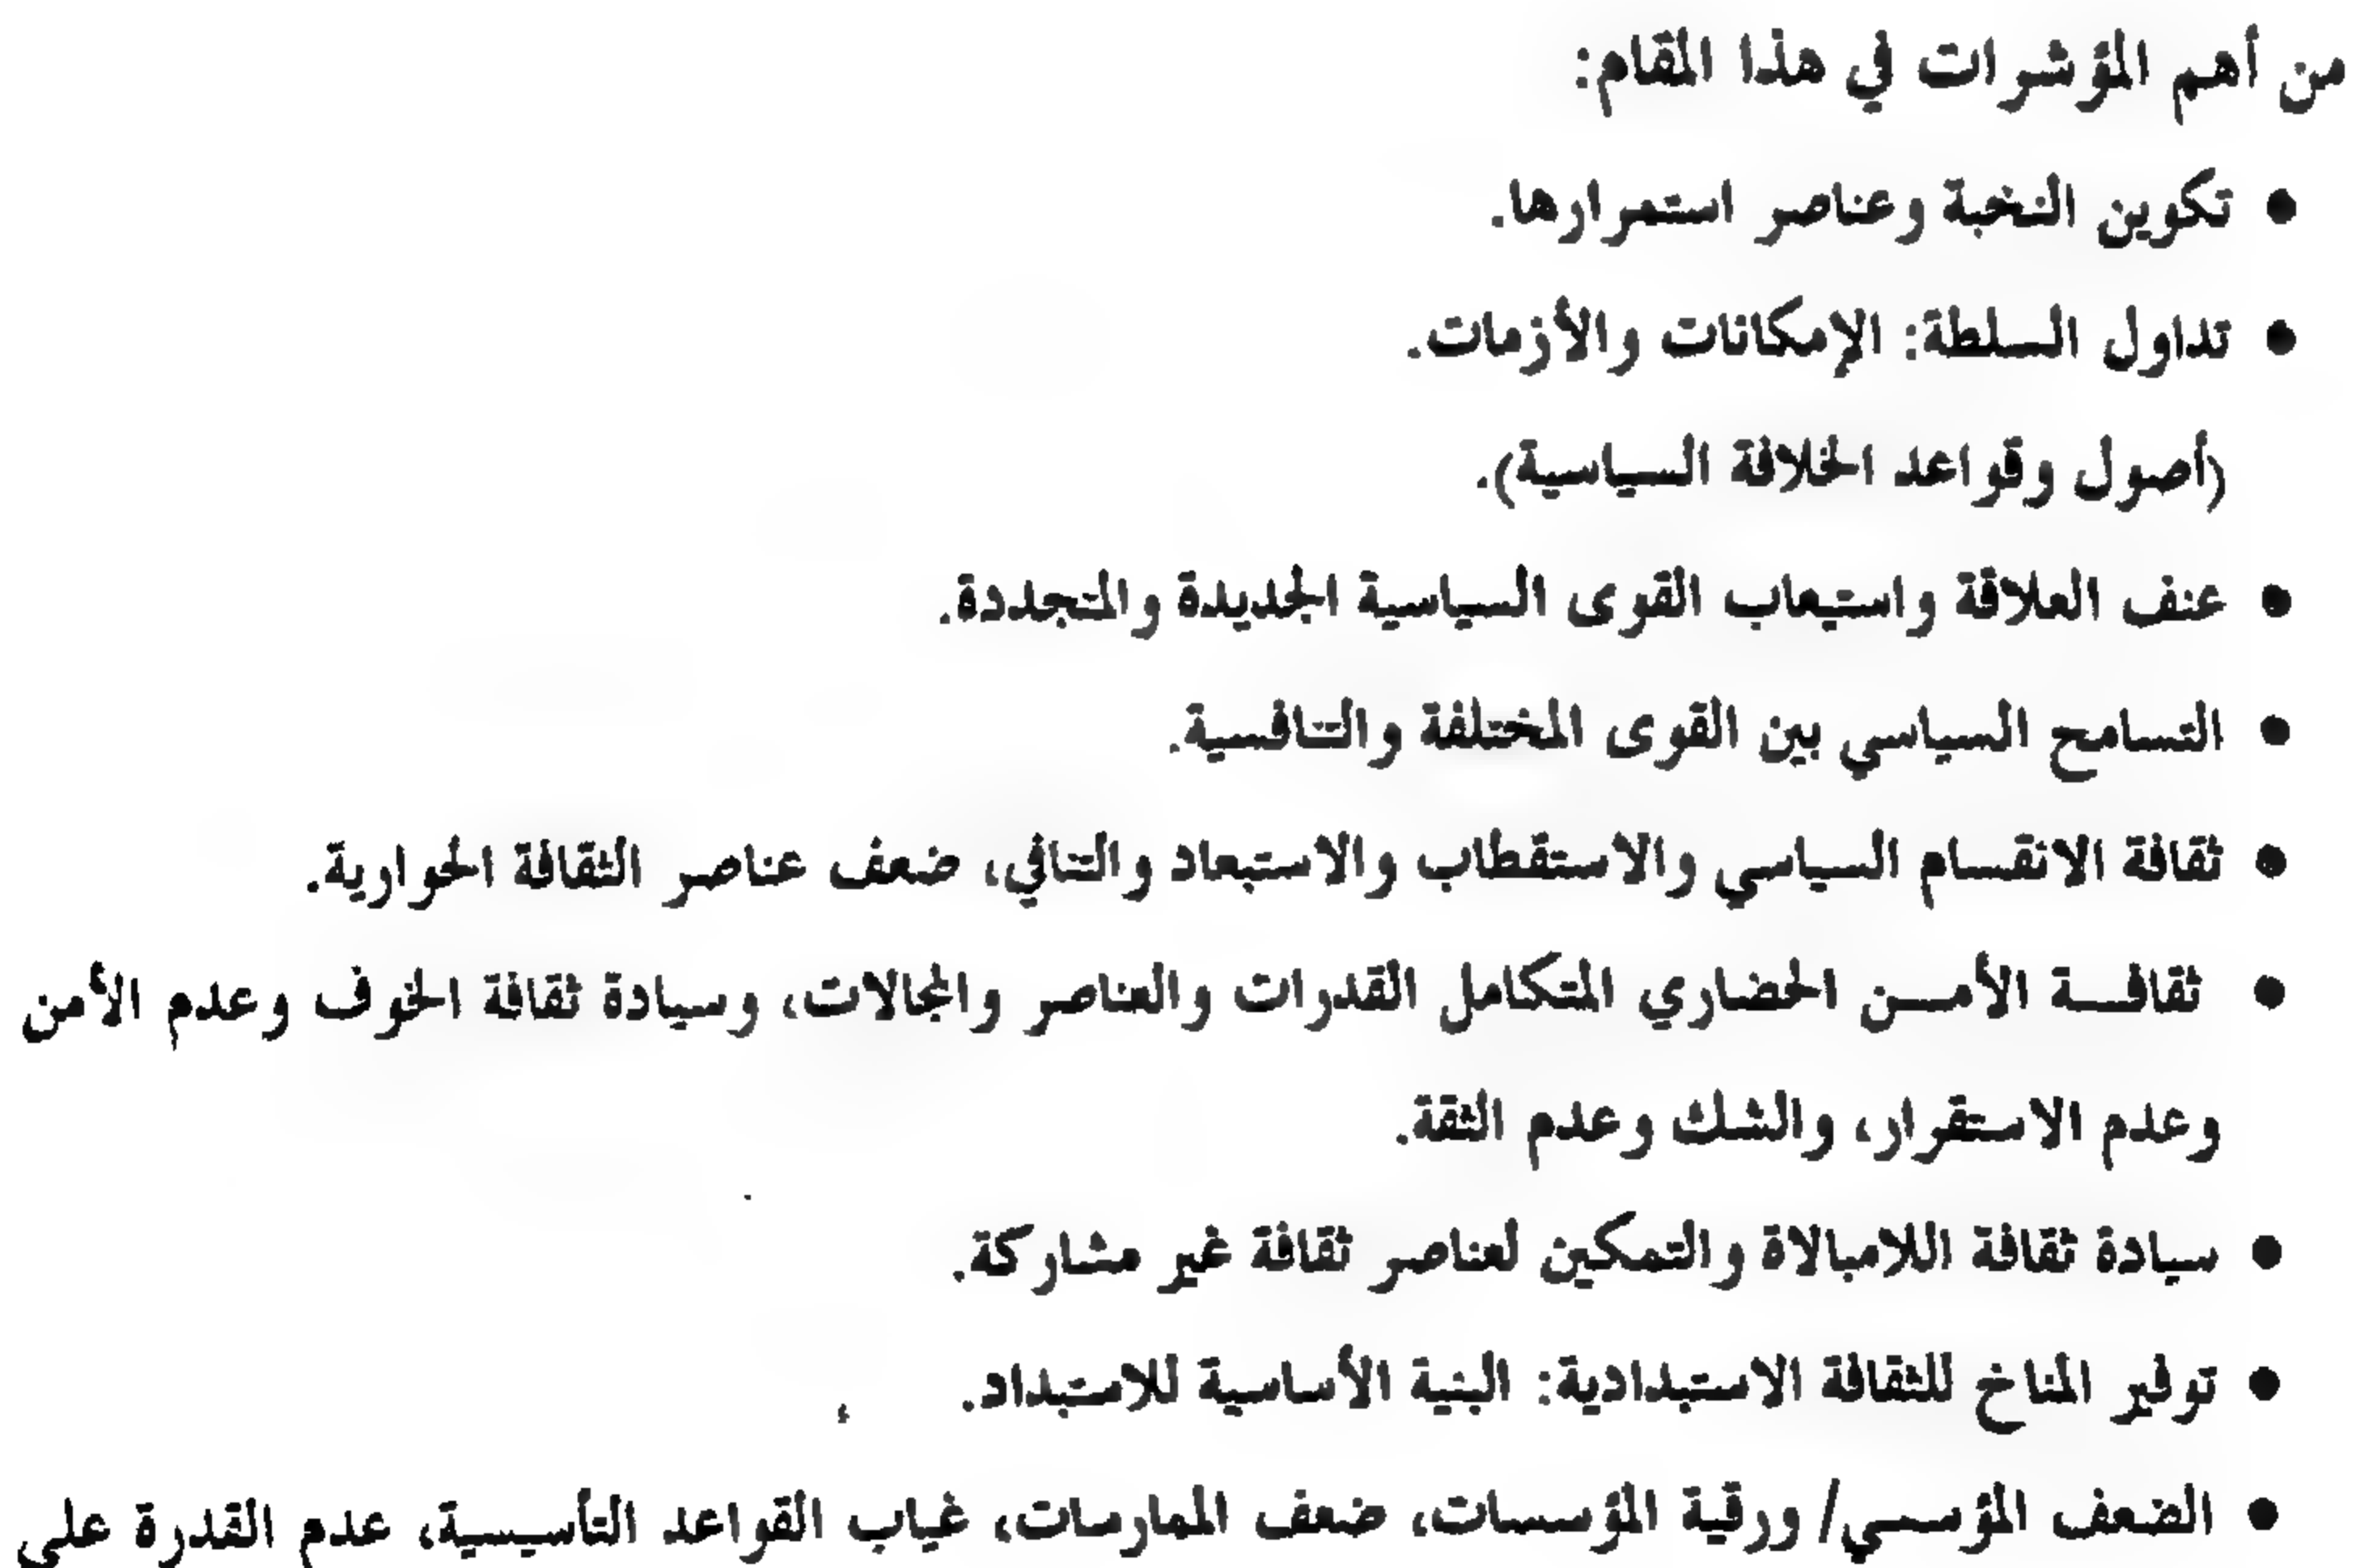 من أهم المؤشرات في هذا المقام:
● تكوين النخبة وعناصر استمرارها.
● تداول السلطة: الإمكانات والأزمات.
(أصول وقواعد الخلافة السياسية).
● عنف العلاقة واستيعاب القوى السياسية الجديدة والمتجددة.
● التسامح السياسي بين القوى المختلفة والتنافسية.
● ثقافة الانقسام السياسي والاستقطاب والاستبعاد والتنافي، ضعف عناصر الثقافة الحوارية.
● ثقافة الأمن الحضاري المتكامل القدرات والعناصر والمجالات، وسيادة ثقافة الخوف وعدم الأمن
وعدم الاستقرار، والشك وعدم الثقة.
● سيادة ثقافة اللامبالاة والتمكين لعناصر ثقافة غير مشاركة.
● توفير المناخ للثقافة الاستبدادية: البنية الأساسية للاستبداد.
● الضعف المؤسسي/ ورقية المؤسسات، ضعف الممارسات، غياب القواعد التأسيسية، عدم القدرة على